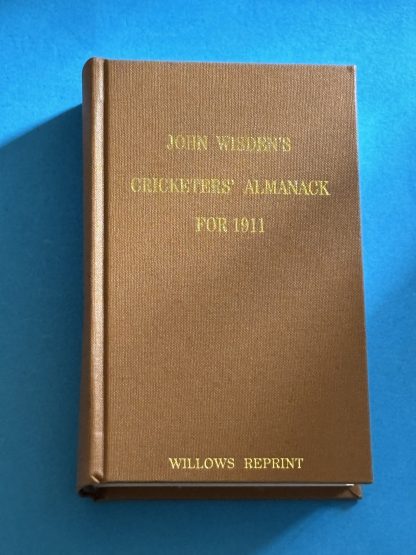 JOHN WISDEN'S
CRICKETERS' ALMANACK
FOR 1911
WILLOWS REPRINT